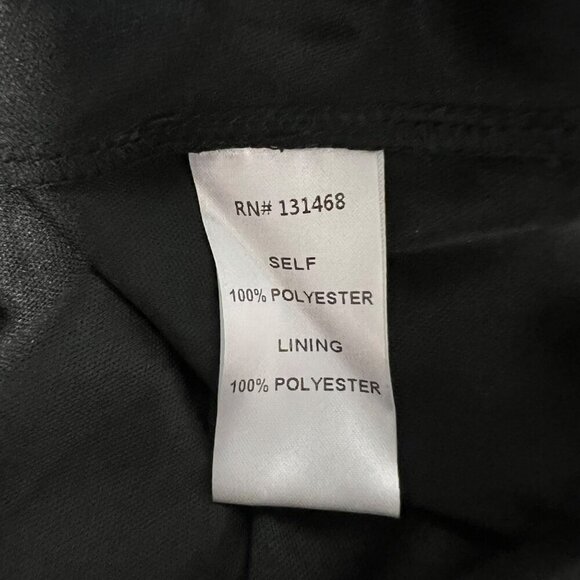 RN# 131468
SELF
100% POLYESTER
LINING
100% POLYESTER